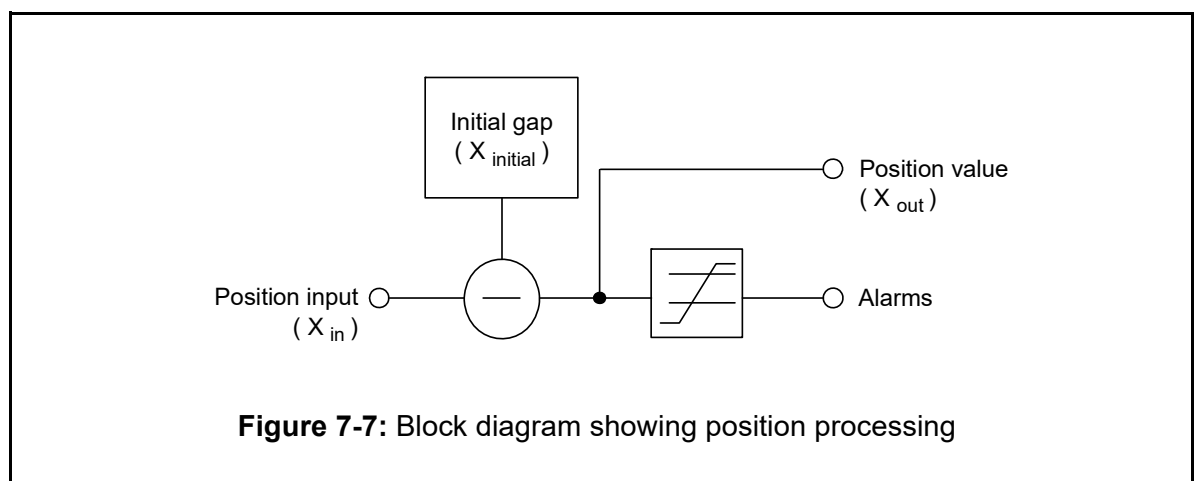 Initial gap
( X initial )
Position value
( X out )
Position input
( X in )
Alarms
Figure 7-7: Block diagram showing position processing